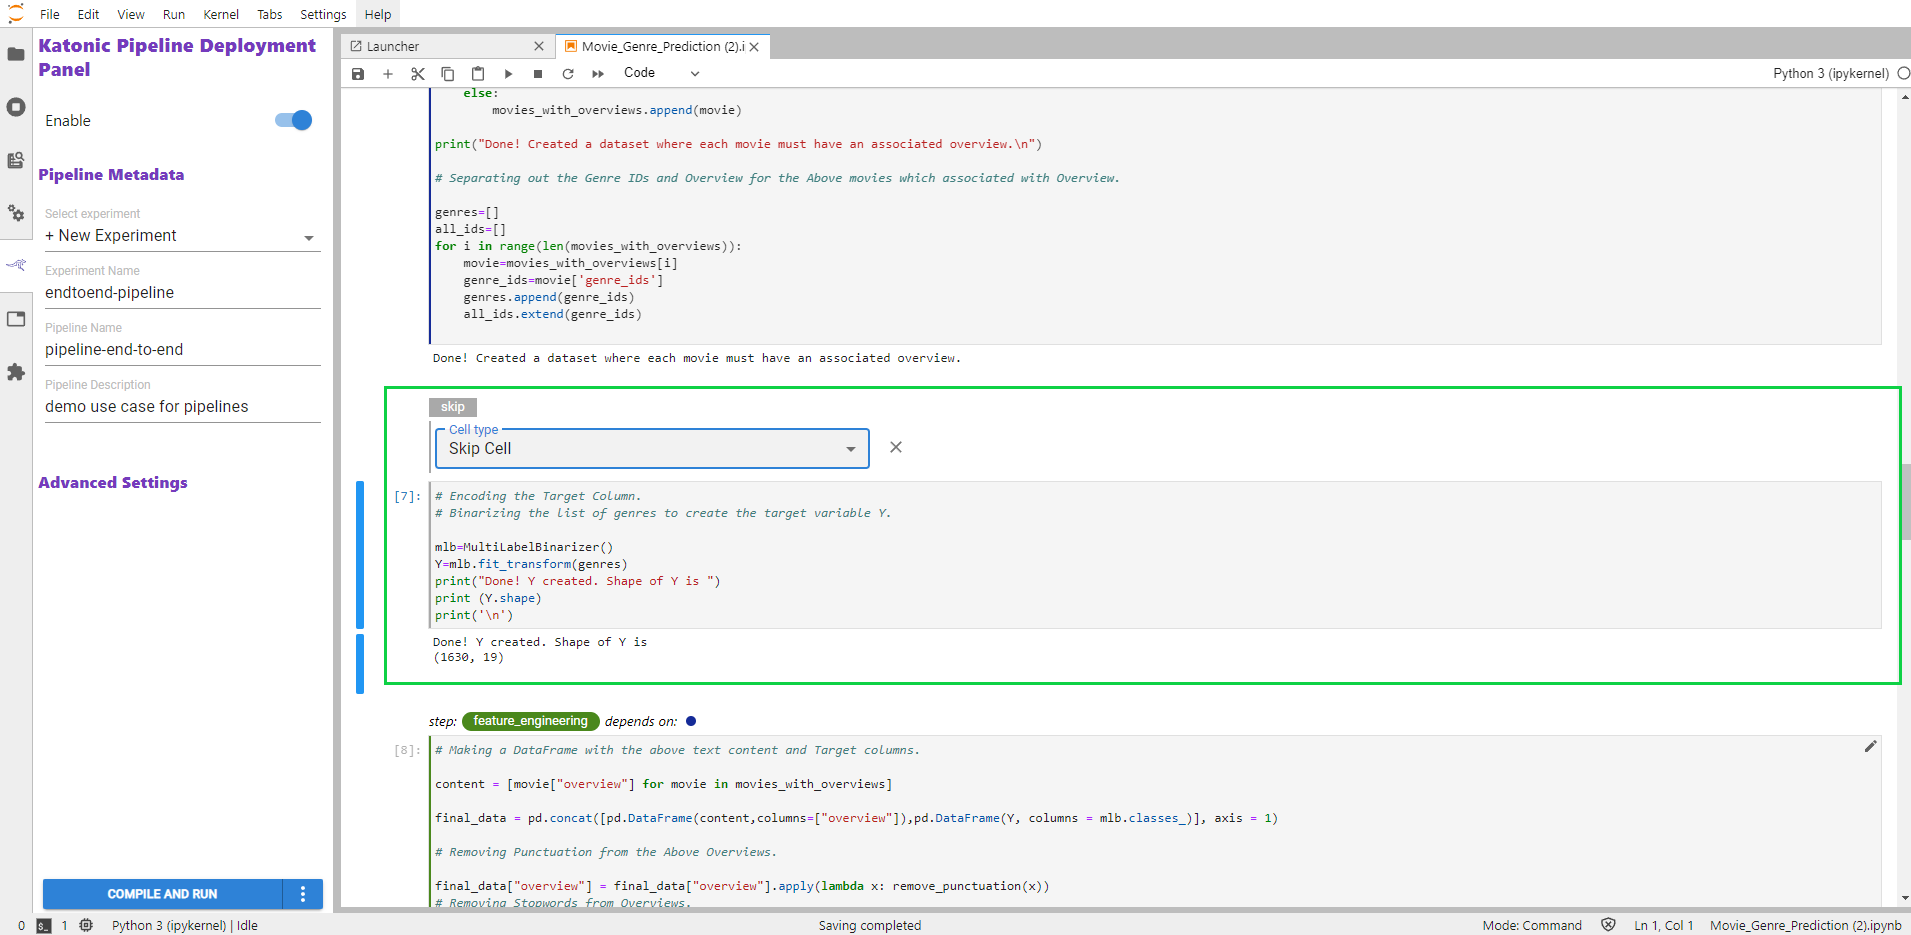 File Edit View Run Kernel Tabs Settings Help
Katonic Pipeline Deployment
Panel
Enable
Pipeline Metadata
Select experiment
+ New Experiment
Experiment Name
endtoend-pipeline
Pipeline Name
pipeline-end-to-end
Pipeline Description
demo use case for pipelines
Advanced Settings
COMPILE AND RUN
Launcher
Movie_Genre_Prediction (2).i
Code
Python 3 (ipykernel)
else:
movies_with_overviews.append(movie)
print("Done! Created a dataset where each movie must have an associated overview.\n")
# Separating out the Genre IDs and Overview for the Above movies which associated with Overview.
genres=[]
all_ids=[]
for i in range(len(movies_with_overviews)):
movie=movies_with_overviews[i]
genre_ids=movie['genre_ids']
genres.append(genre_ids)
all_ids.extend(genre_ids)
Done! Created a dataset where each movie must have an associated overview.
skip
Cell type
Skip Cell
[7]:
# Encoding the Target Column.
# Binarizing the list of genres to create the target variable Y.
mlb=MultiLabelBinarizer()
Y=mlb.fit_transform(genres)
print("Done! Y created. Shape of Y is ")
print (Y.shape)
print('\n')
Done! Y created. Shape of Y is
(1630, 19)
step: feature_engineering depends on:
[8]:
# Making a DataFrame with the above text content and Target columns.
content = [movie["overview"] for movie in movies_with_overviews]
final_data = pd.concat([pd.DataFrame(content,columns=["overview"]),pd.DataFrame(Y, columns = mlb.classes_)], axis = 1)
# Removing Punctuation from the Above Overviews.
final_data["overview"] = final_data["overview"].apply(lambda x: remove_punctuation(x))
# Removing Stopwords from Overviews.
0 $_ 1 Python 3 (ipykernel) | Idle
Saving completed
Mode: Command
Ln 1, Col 1
Movie_Genre_Prediction (2).ipynb